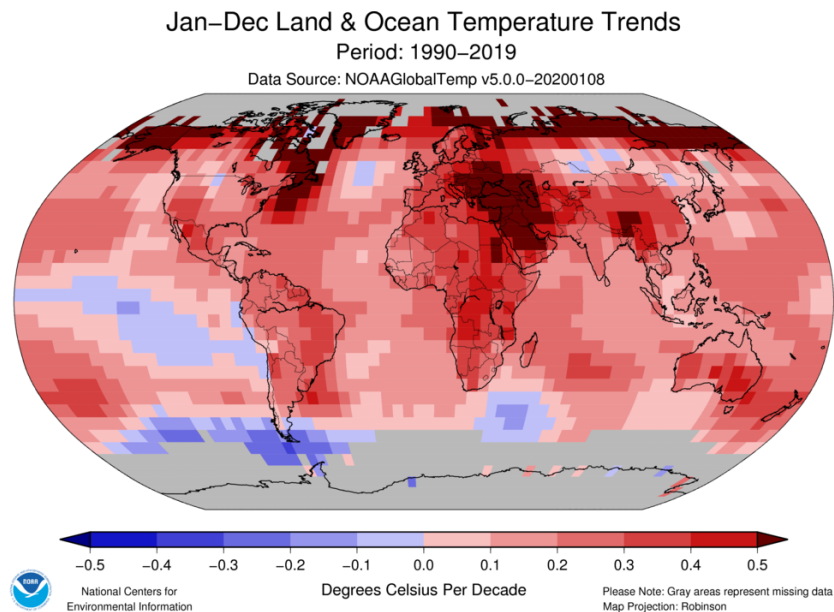 Jan−Dec Land & Ocean Temperature Trends
Period: 1990−2019
Data Source: NOAAGlobalTemp v5.0.0−20200108
−0.5 −0.4 −0.3 −0.2 −0.1 0.0 0.1 0.2 0.3 0.4 0.5
NOAA
National Centers for
Environmental Information
Degrees Celsius Per Decade
Please Note: Gray areas represent missing data
Map Projection: Robinson